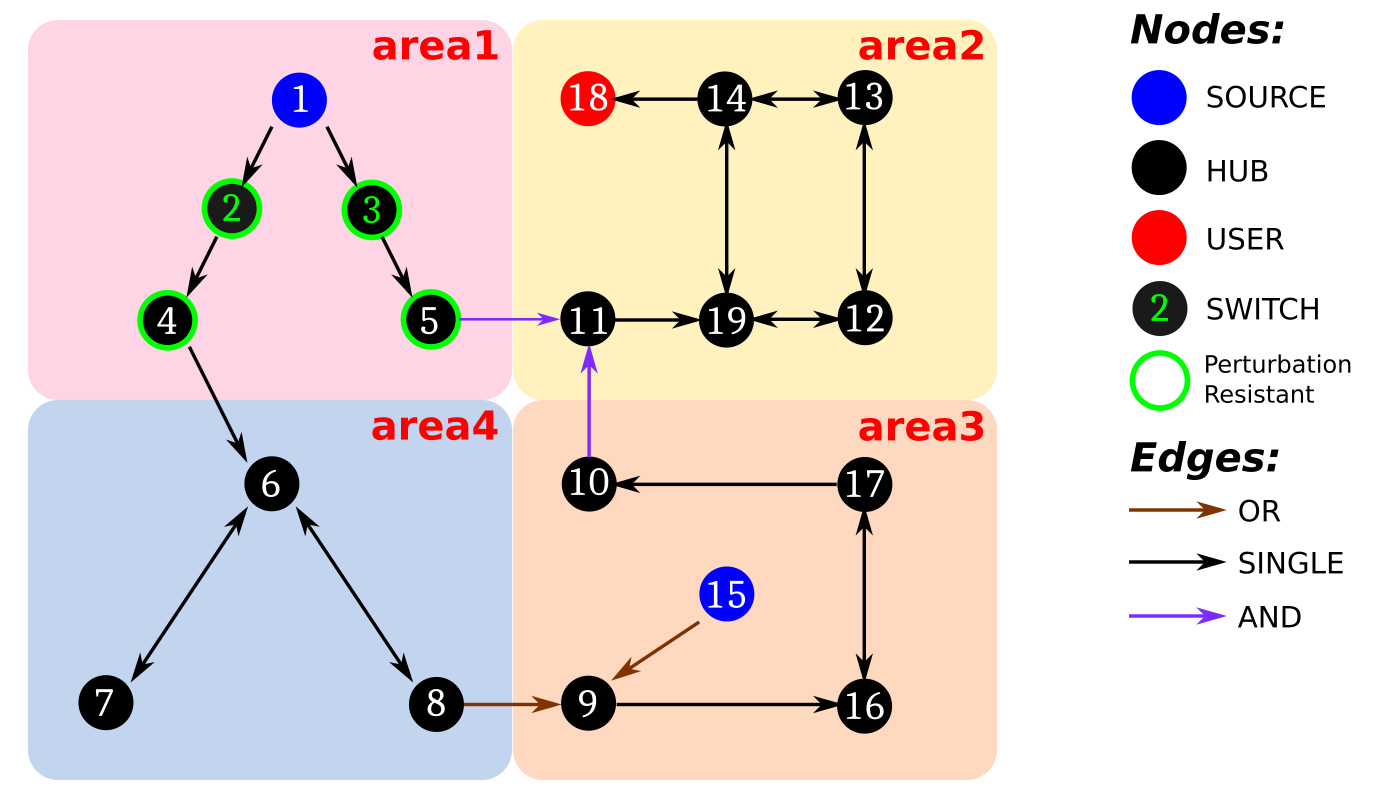 area1
area2
1
18
14
13
2
3
4
5
11
19
12
area4
area3
6
10
17
15
7
8
9
16
Nodes:
SOURCE
HUB
USER
2 SWITCH
Perturbation
Resistant
Edges:
OR
SINGLE
AND